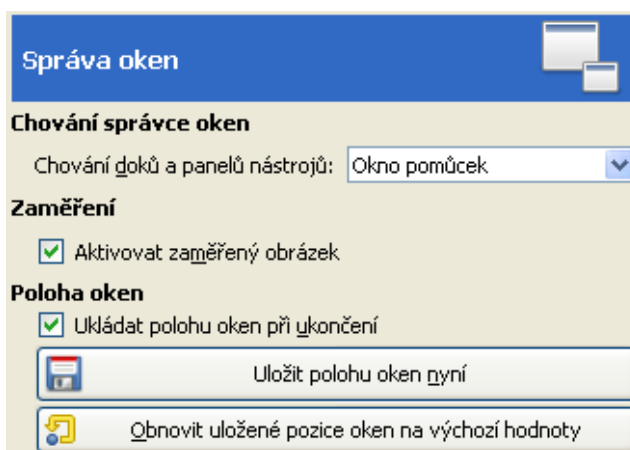 Správa oken
Chování správce oken
Chování doků a panelů nástrojů: Okno pomůcek
Zaměření
Aktivovat zaměřený obrázek
Poloha oken
Ukládat polohu oken při ukončení
Uložit polohu oken nyní
Obnovit uložené pozice oken na výchozí hodnoty